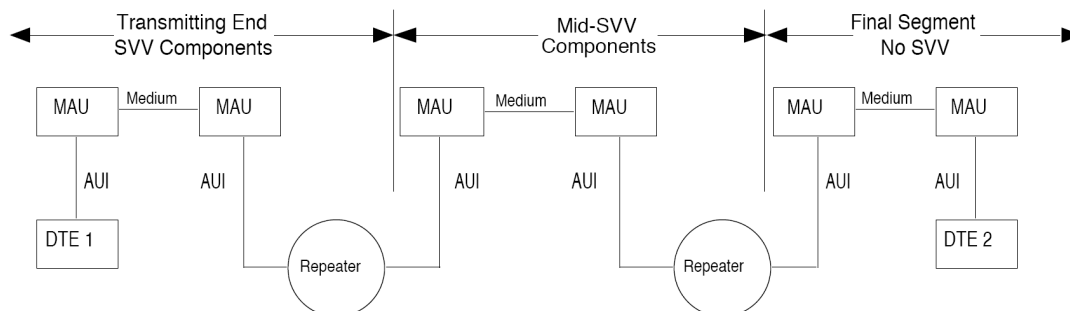 Transmitting End
SVV Components
Mid-SVV
Components
Final Segment
No SVV
MAU
Medium
MAU
MAU
Medium
MAU
MAU
Medium
MAU
AUI
AUI
AUI
AUI
AUI
AUI
DTE 1
Repeater
Repeater
DTE 2